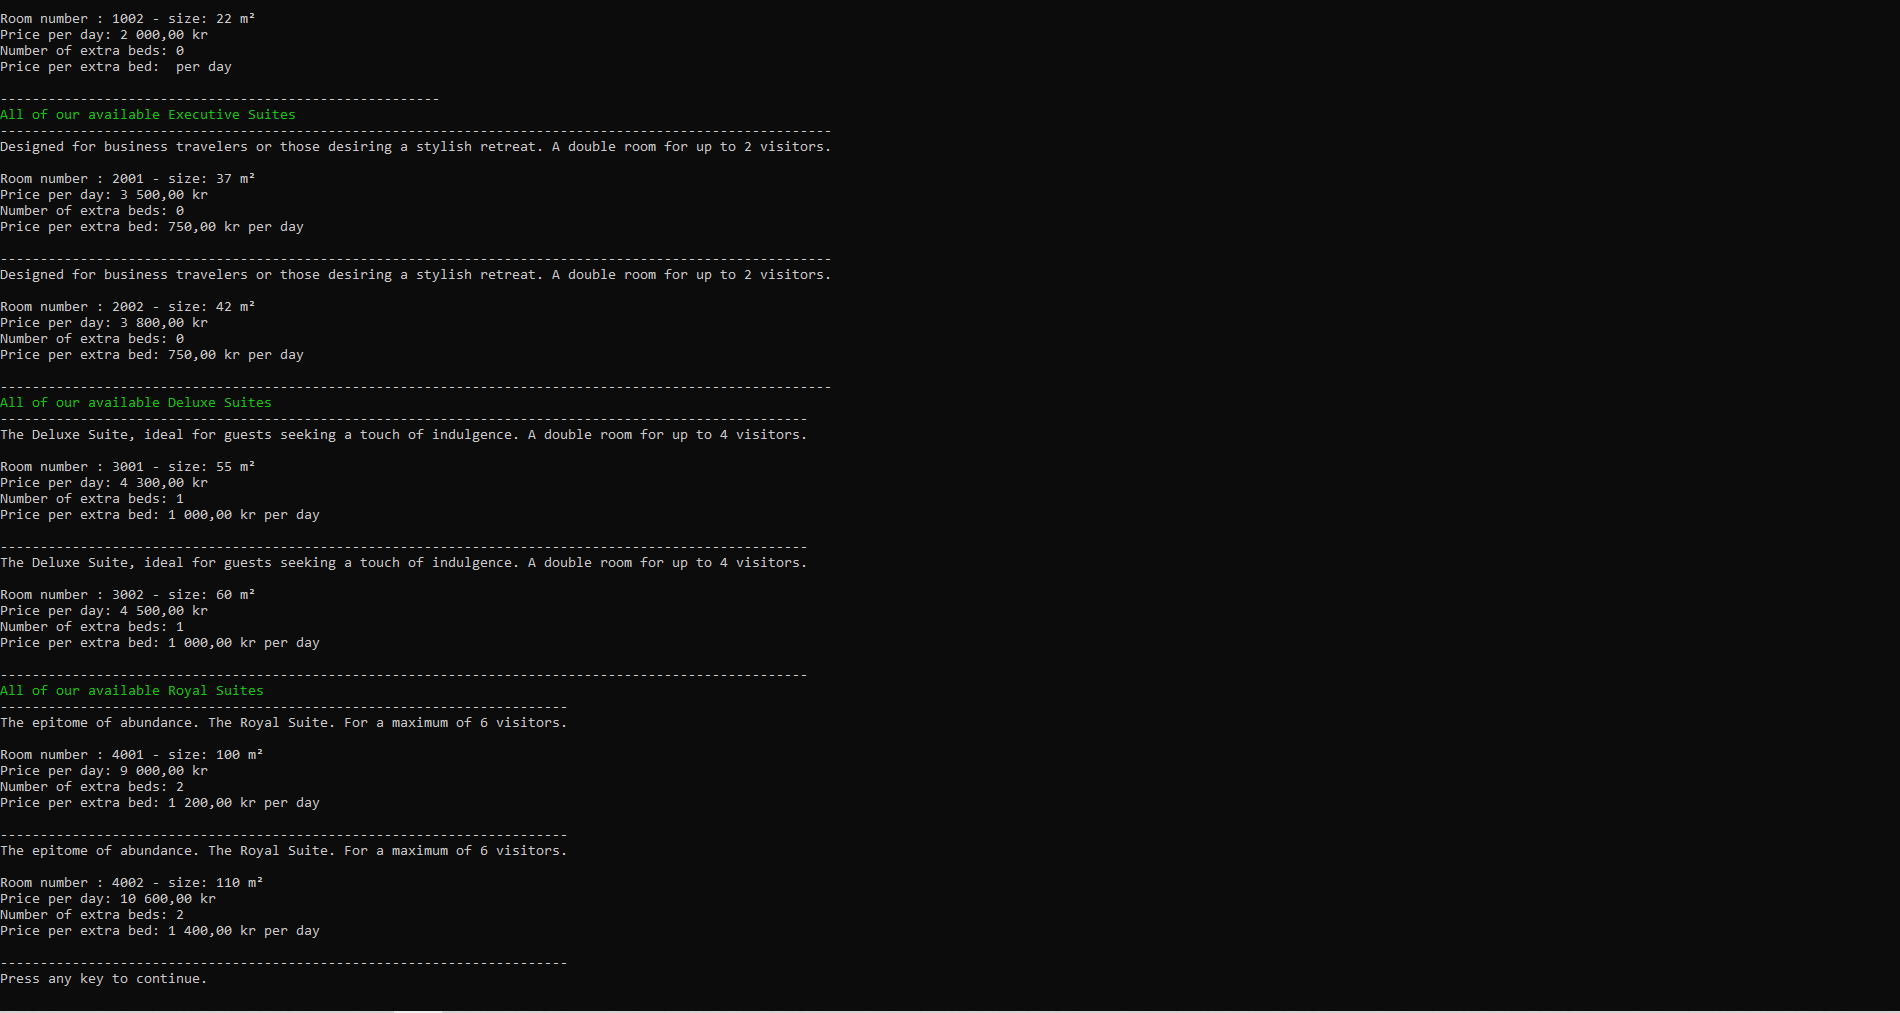 Room number : 1002 - size: 22 m²
Price per day: 2 000,00 kr
Number of extra beds: 0
Price per extra bed:  per day
-------------------------------------------------------
All of our available Executive Suites
--------------------------------------------------------------------------------------------------------
Designed for business travelers or those desiring a stylish retreat. A double room for up to 2 visitors.
Room number : 2001 - size: 37 m²
Price per day: 3 500,00 kr
Number of extra beds: 0
Price per extra bed: 750,00 kr per day
--------------------------------------------------------------------------------------------------------
Designed for business travelers or those desiring a stylish retreat. A double room for up to 2 visitors.
Room number : 2002 - size: 42 m²
Price per day: 3 800,00 kr
Number of extra beds: 0
Price per extra bed: 750,00 kr per day
--------------------------------------------------------------------------------------------------------
All of our available Deluxe Suites
-----------------------------------------------------------------------------------------------------
The Deluxe Suite, ideal for guests seeking a touch of indulgence. A double room for up to 4 visitors.
Room number : 3001 - size: 55 m²
Price per day: 4 300,00 kr
Number of extra beds: 1
Price per extra bed: 1 000,00 kr per day
-----------------------------------------------------------------------------------------------------
The Deluxe Suite, ideal for guests seeking a touch of indulgence. A double room for up to 4 visitors.
Room number : 3002 - size: 60 m²
Price per day: 4 500,00 kr
Number of extra beds: 1
Price per extra bed: 1 000,00 kr per day
-----------------------------------------------------------------------------------------------------
All of our available Royal Suites
-----------------------------------------------------------------------
The epitome of abundance. The Royal Suite. For a maximum of 6 visitors.
Room number : 4001 - size: 100 m²
Price per day: 9 000,00 kr
Number of extra beds: 2
Price per extra bed: 1 200,00 kr per day
-----------------------------------------------------------------------
The epitome of abundance. The Royal Suite. For a maximum of 6 visitors.
Room number : 4002 - size: 110 m²
Price per day: 10 600,00 kr
Number of extra beds: 2
Price per extra bed: 1 400,00 kr per day
-----------------------------------------------------------------------
Press any key to continue.